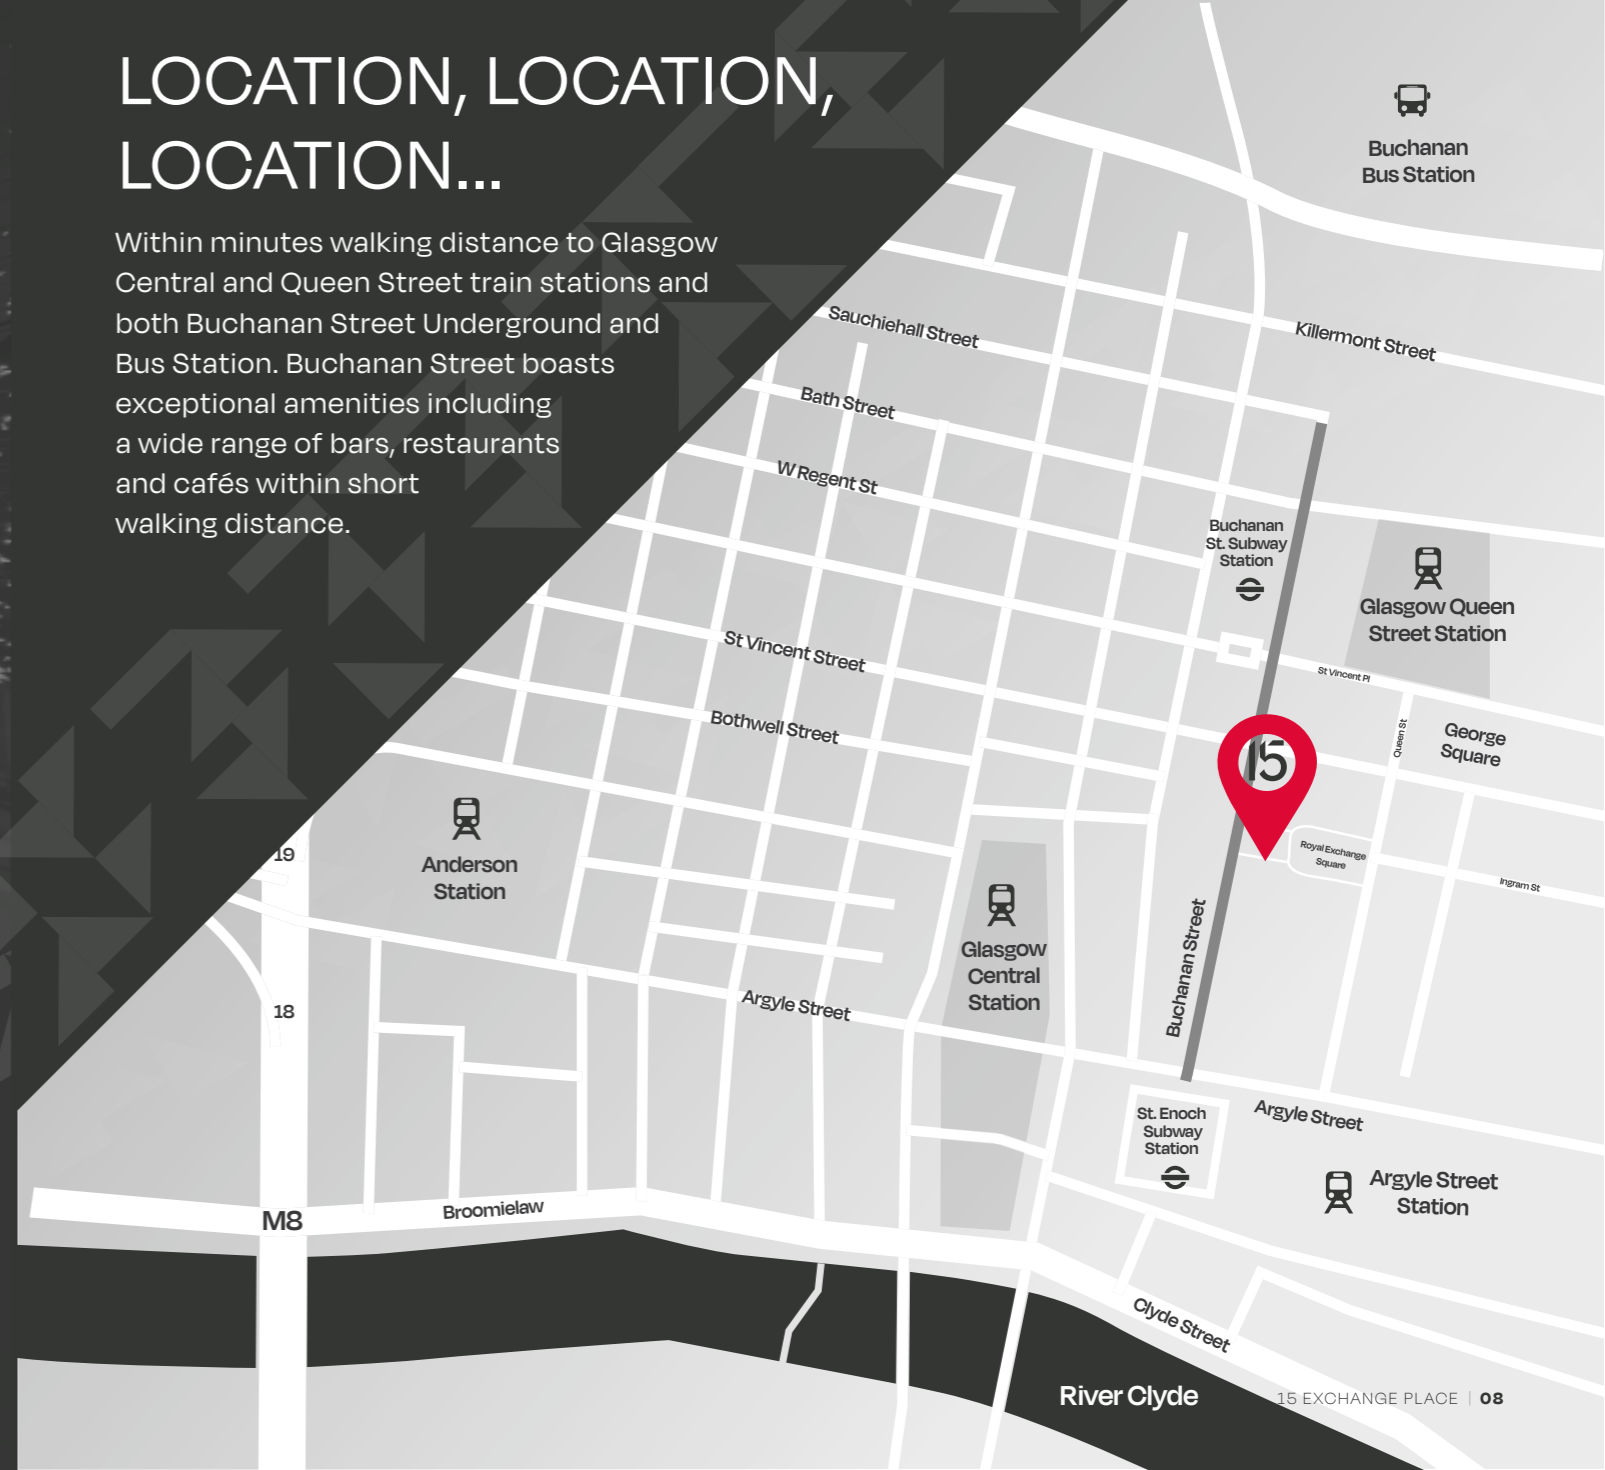 LOCATION, LOCATION,
LOCATION...
Within minutes walking distance to Glasgow
Central and Queen Street train stations and
both Buchanan Street Underground and
Bus Station. Buchanan Street boasts
exceptional amenities including
a wide range of bars, restaurants
and cafés within short
walking distance.
Buchanan
Bus Station
Sauchiehall Street
Killermont Street
Bath Street
W Regent St
Buchanan
St. Subway
Station
Glasgow Queen
Street Station
St Vincent Street
St Vincent Pl
Bothwell Street
Queen St
George
Square
15
Anderson
Station
19
Royal Exchange
Square
Ingram St
Glasgow
Central
Station
Buchanan Street
18
Argyle Street
St. Enoch
Subway
Station
Argyle Street
Argyle Street
Station
M8
Broomielaw
Clyde Street
River Clyde
15 EXCHANGE PLACE | 08